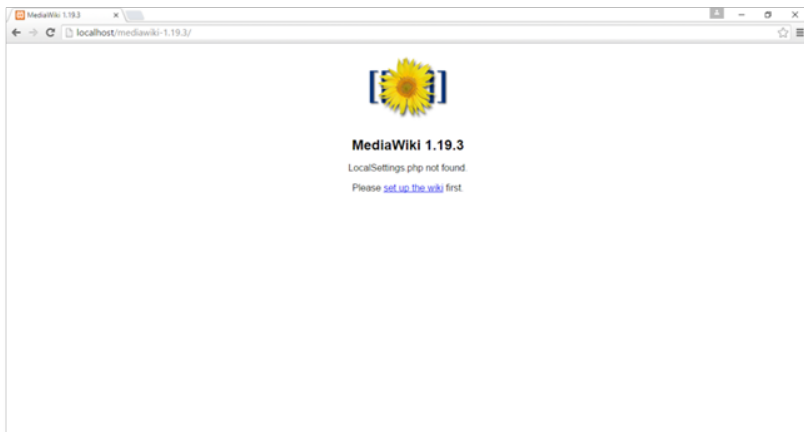 MediaWiki 1.19.3
localhost/mediawiki-1.19.3/
MediaWiki 1.19.3
LocalSettings.php not found.
Please set up the wiki first.